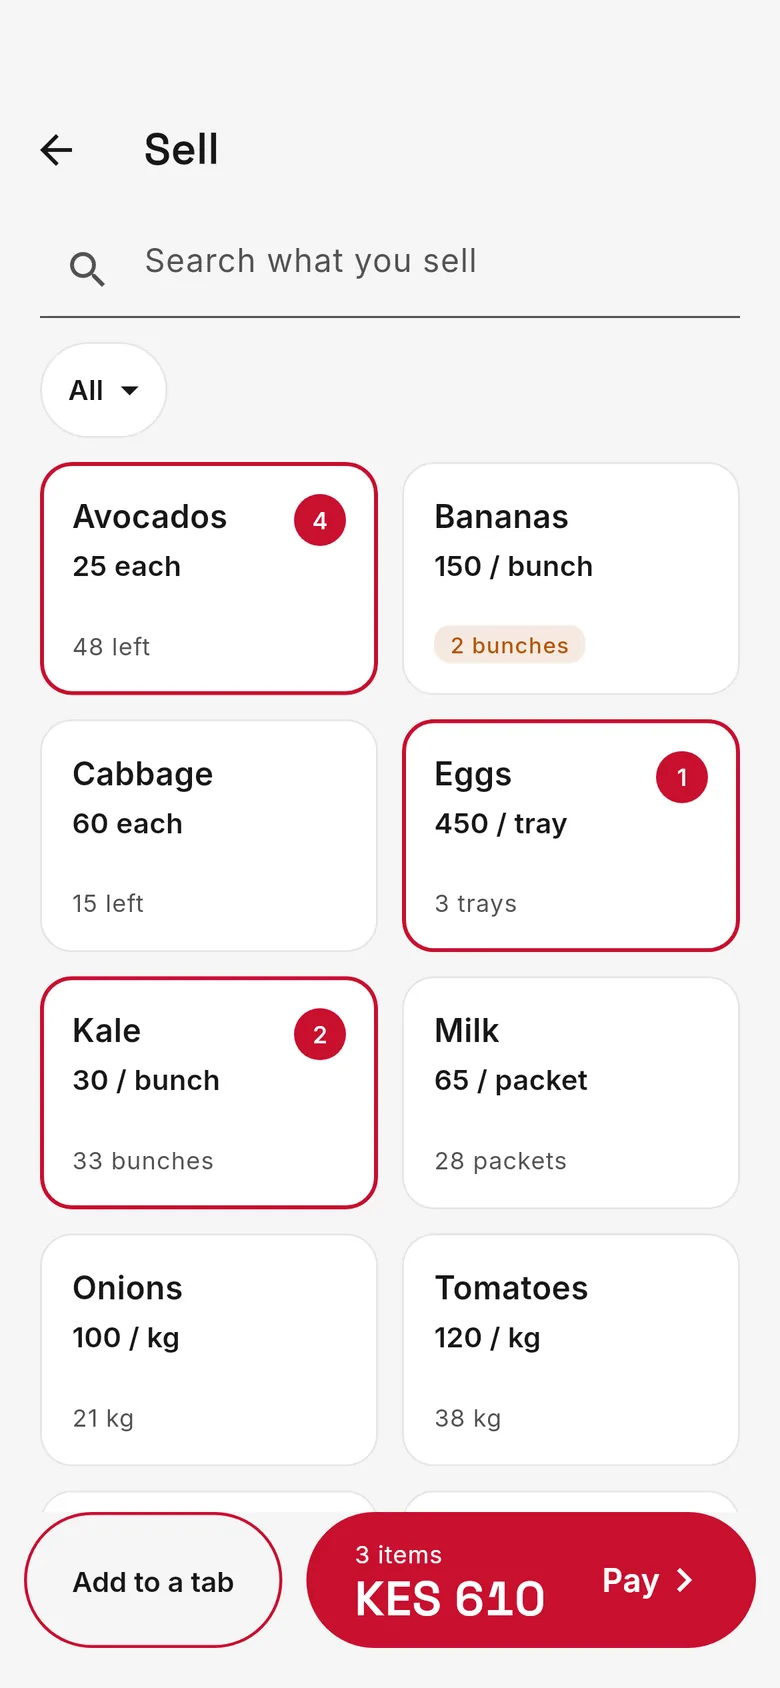 Sell
Search what you sell
All
Avocados
4
25 each
48 left
Bananas
150 / bunch
2 bunches
Cabbage
60 each
15 left
Eggs
1
450 / tray
3 trays
Kale
2
30 / bunch
33 bunches
Milk
65 / packet
28 packets
Onions
100 / kg
21 kg
Tomatoes
120 / kg
38 kg
Add to a tab
3 items
KES 610
Pay